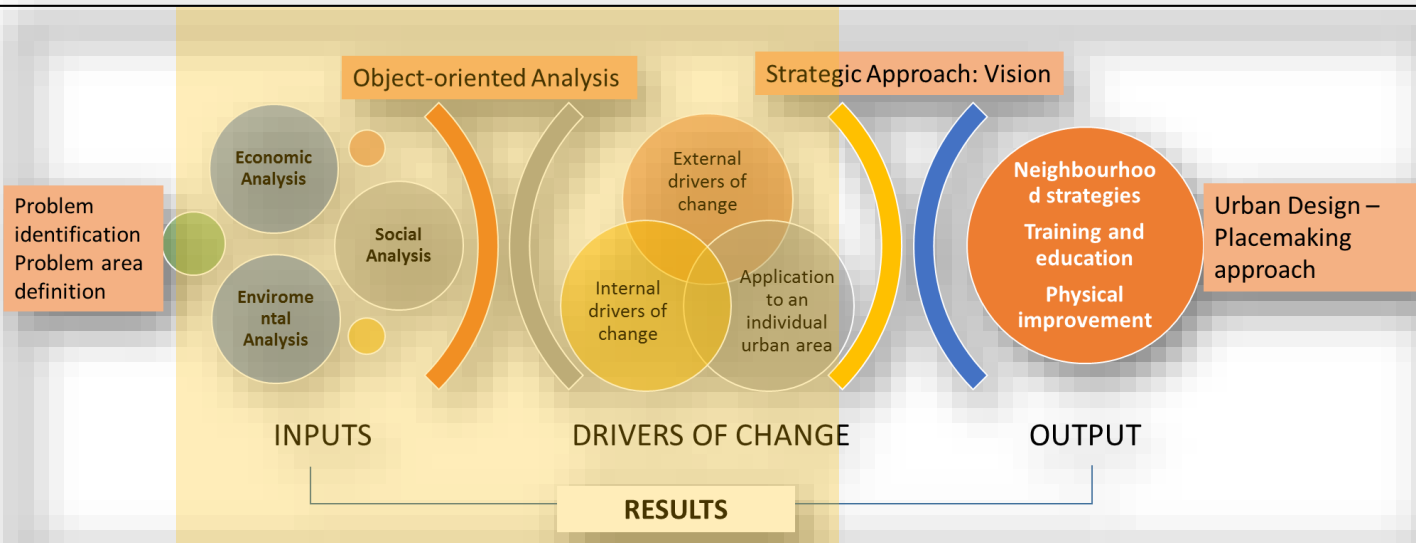 Object-oriented Analysis
Strategic Approach: Vision
Problem
identification
Problem area
definition
Economic
Analysis
Social
Analysis
Envirome
ntal
Analysis
External
drivers of
change
Internal
drivers of
change
Application
to an
individual
urban area
Neighbourhoo
d strategies
Training and
education
Physical
improvement
Urban Design –
Placemaking
approach
INPUTS
DRIVERS OF CHANGE
OUTPUT
RESULTS